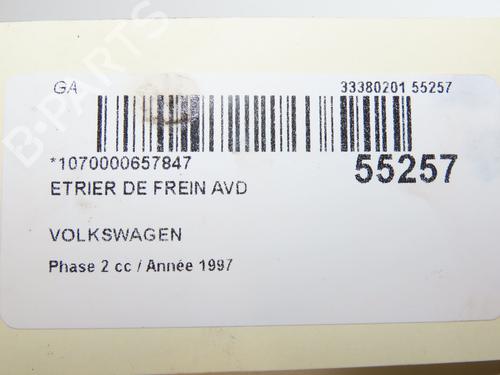 GA
33380201 55257
*1070000657847
55257
ETRIER DE FREIN AVD
VOLKSWAGEN
Phase 2 cc / Année 1997
B-PARTS